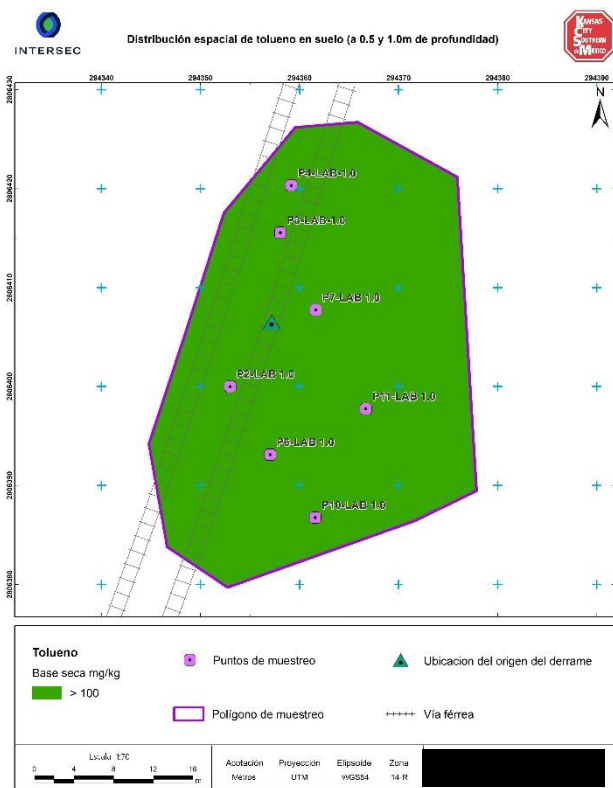 INTERSEC
Distribución espacial de tolueno en suelo (a 0.5 y 1.0m de profundidad)
KANSAS
CITY
SOUTHERN
DE
MÉXICO
294340 294350 294360 294370 294380 294390
N
2806430
2806420
2806410
2806400
2806390
2806380
P4-LAB-1.0
P3-LAB-1.0
P7-LAB 1.0
P2-LAB 1.0
P11-LAB 1.0
P6-LAB 1.0
P10-LAB 1.0
Tolueno
Base seca mg/kg
> 100
Puntos de muestreo
Ubicacion del origen del derrame
Polígono de muestreo
Vía férrea
Escala 1:70
0 4 8 12 16
m
Acotación Proyección Elipsoide Zona
Metros UTM WGS84 14-R